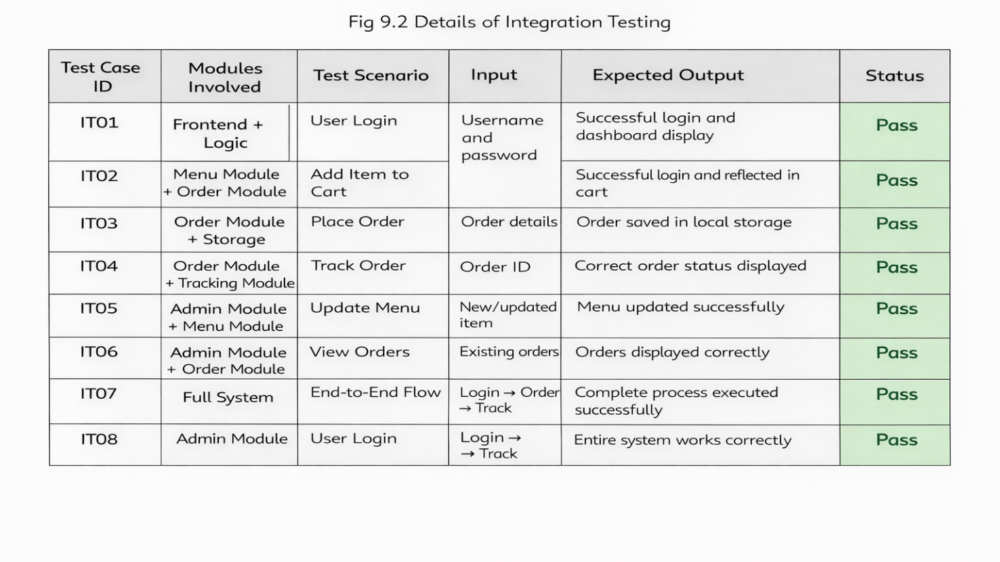 Fig 9.2 Details of Integration Testing
Test Case
ID
Modules
Involved
Test Scenario
Input
Expected Output
Status
IT01
Frontend +
Logic
User Login
Username
and
password
Successful login and
dashboard display
Pass
IT02
Menu Module
+ Order Module
Add Item to
Cart
Successful login and reflected in
cart
Pass
IT03
Order Module
+ Storage
Place Order
Order details
Order saved in local storage
Pass
IT04
Order Module
+ Tracking Module
Track Order
Order ID
Correct order status displayed
Pass
IT05
Admin Module
+ Menu Module
Update Menu
New/updated
item
Menu updated successfully
Pass
IT06
Admin Module
+ Order Module
View Orders
Existing orders
Orders displayed correctly
Pass
IT07
Full System
End-to-End Flow
Login → Order
→ Track
Complete process executed
successfully
Pass
IT08
Admin Module
User Login
Login →
→ Track
Entire system works correctly
Pass